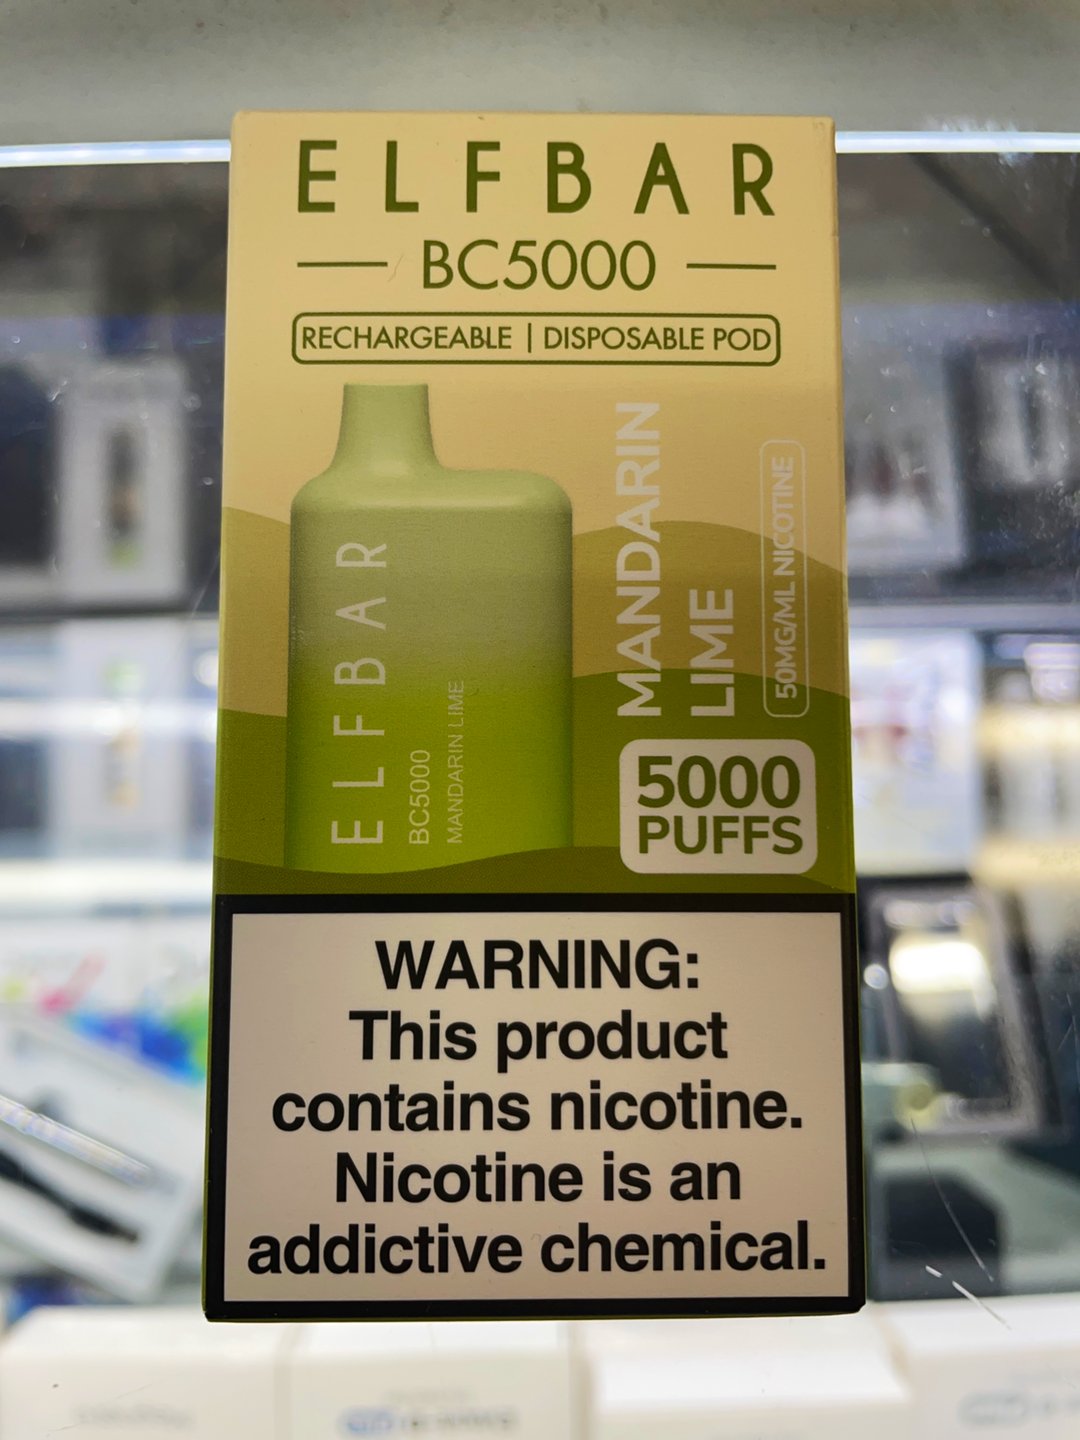 ELFBAR
BC5000
RECHARGEABLE | DISPOSABLE POD
ELFBAR
BC5000
MANDARIN LIME
MANDARIN
LIME
50MG/ML NICOTINE
5000
PUFFS
WARNING:
This product
contains nicotine.
Nicotine is an
addictive chemical.